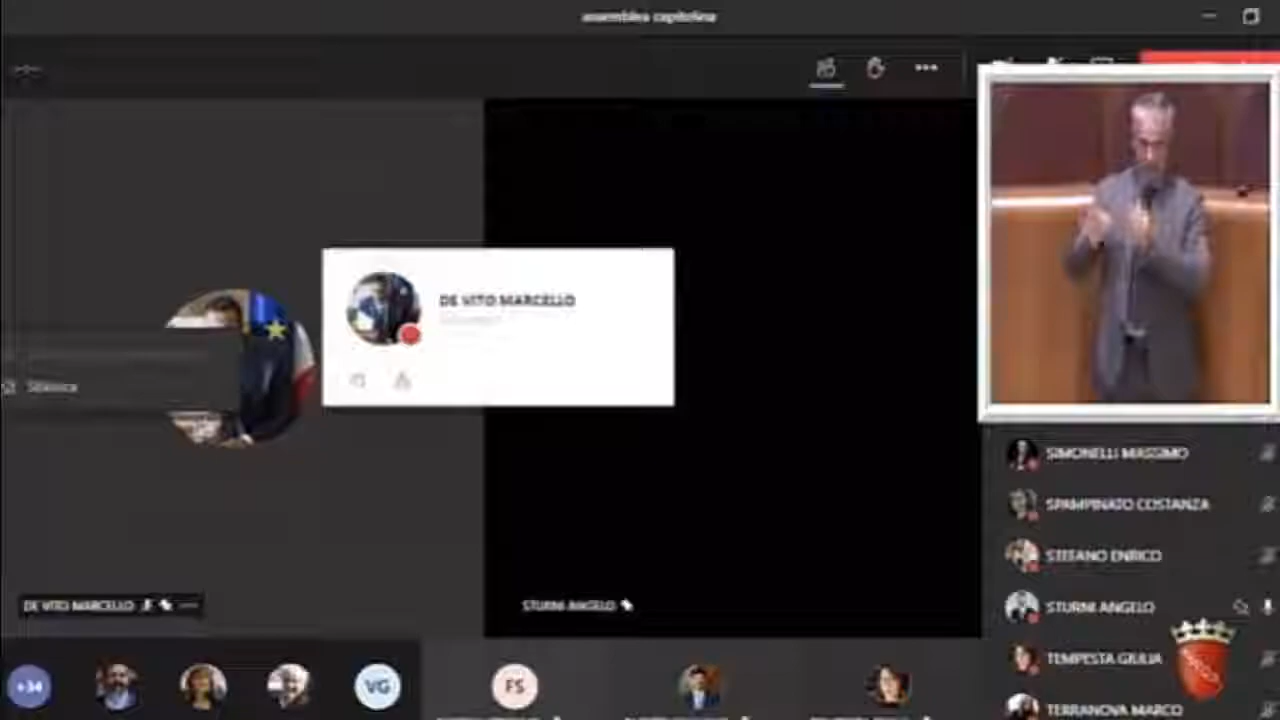 assemblea capitolina
DE VITO MARCELLO
DE VITO MARCELLO
STURNI ANGELO
SIMONELLI MASSIMO
SPAMPINATO COSTANZA
STEFANO ENRICO
STURNI ANGELO
TEMPESTA GIULIA
TERRANOVA MARCO
+34
VG
FS